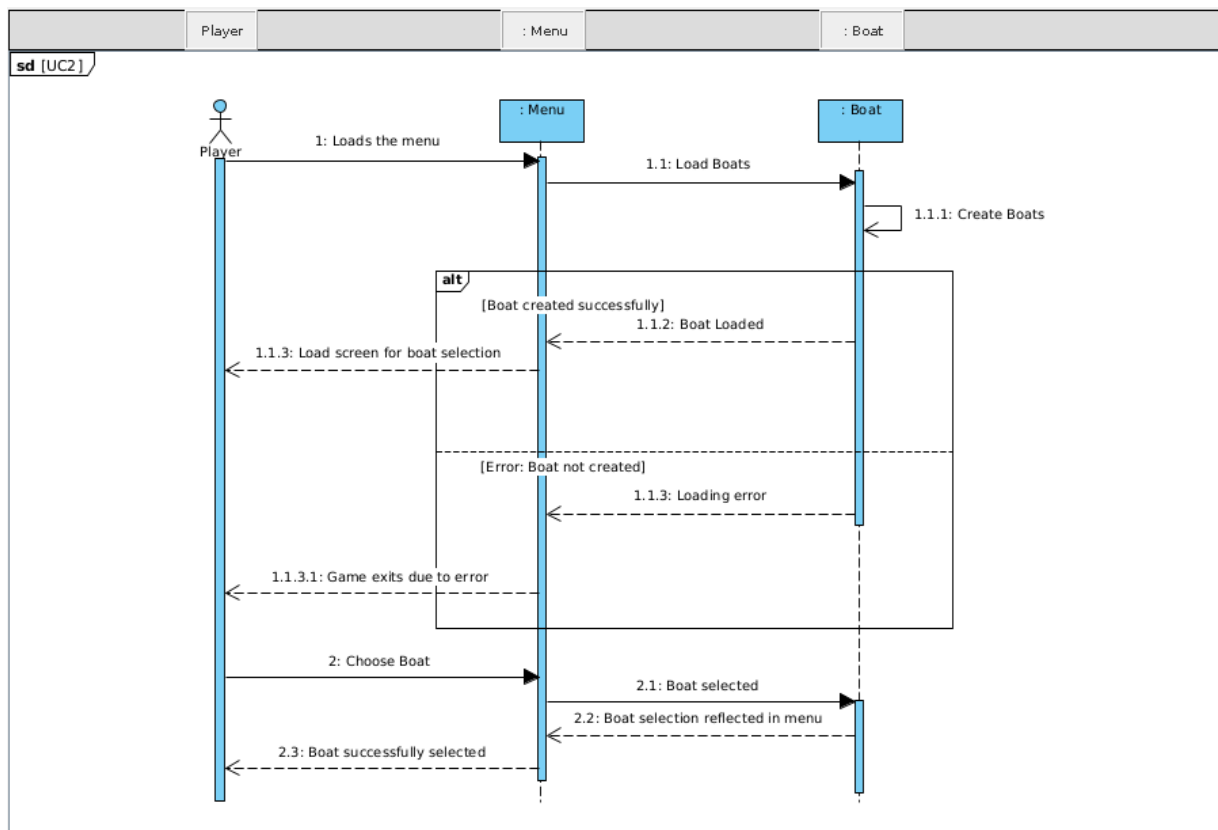 Player
: Menu
: Boat
sd [UC2]
: Menu
: Boat
Player
1: Loads the menu
1.1: Load Boats
1.1.1: Create Boats
alt
[Boat created successfully]
1.1.2: Boat Loaded
1.1.3: Load screen for boat selection
[Error: Boat not created]
1.1.3: Loading error
1.1.3.1: Game exits due to error
2: Choose Boat
2.1: Boat selected
2.2: Boat selection reflected in menu
2.3: Boat successfully selected